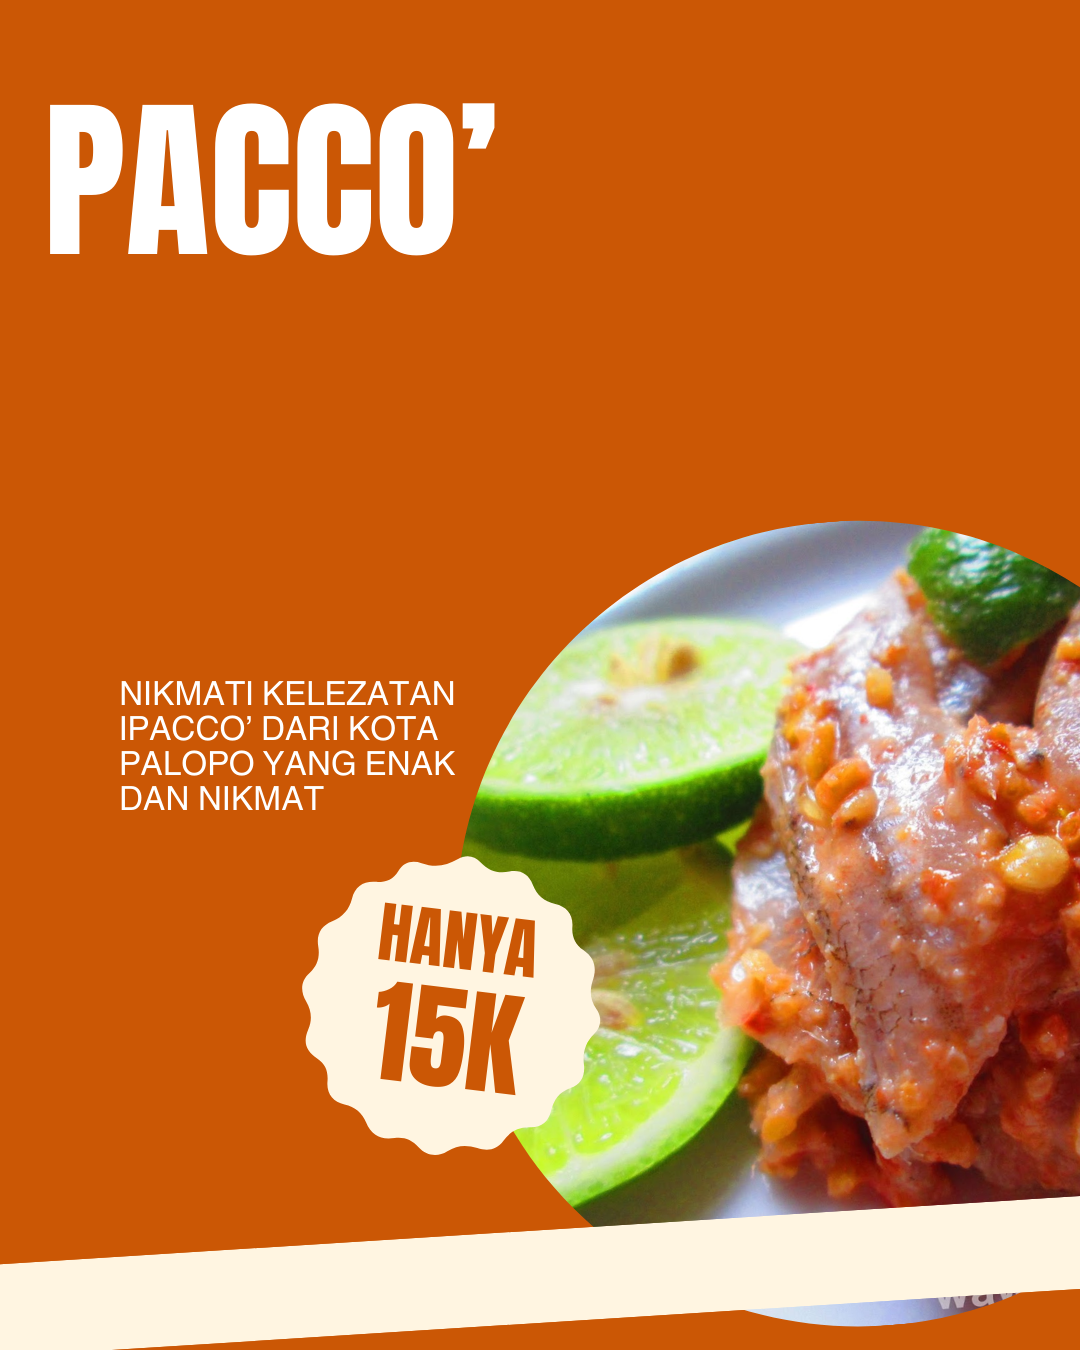 PACCO’
NIKMATI KELEZATAN
IPACCO’ DARI KOTA
PALOPO YANG ENAK
DAN NIKMAT
HANYA
15K